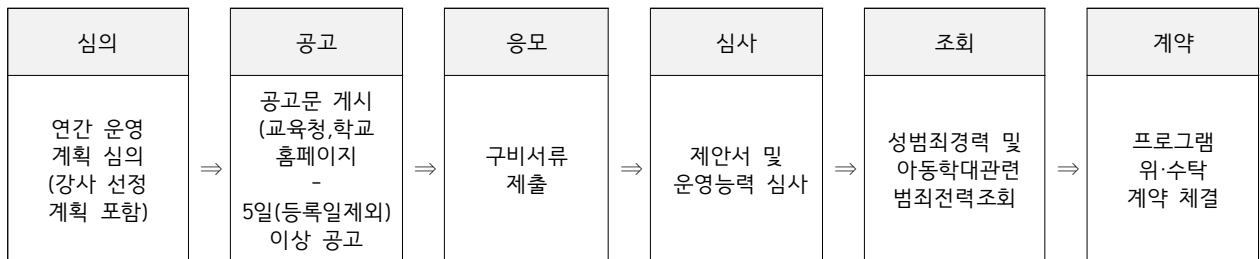 심의
연간 운영
계획 심의
(강사 선정
계획 포함)
⇒
공고
공고문 게시
(교육청,학교
홈페이지
-
5일(등록일제외)
이상 공고
⇒
응모
구비서류
제출
⇒
심사
제안서 및
운영능력 심사
⇒
조회
성범죄경력 및
아동학대관련
범죄전력조회
⇒
계약
프로그램
위·수탁
계약 체결